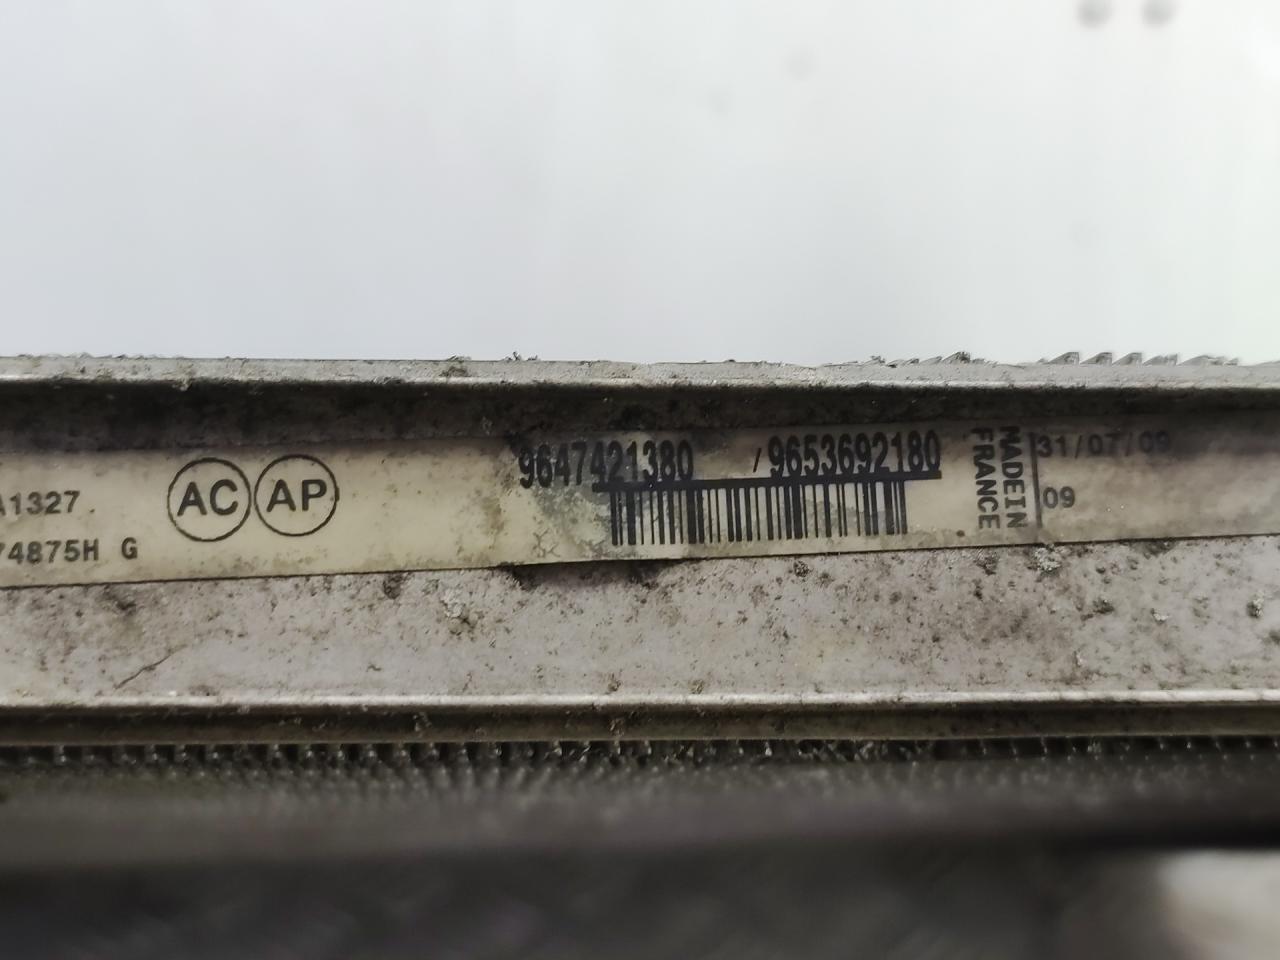 A1327
74875H G
AC AP
9647421380 / 9653692180
MADE IN
FRANCE
31/07/09
09